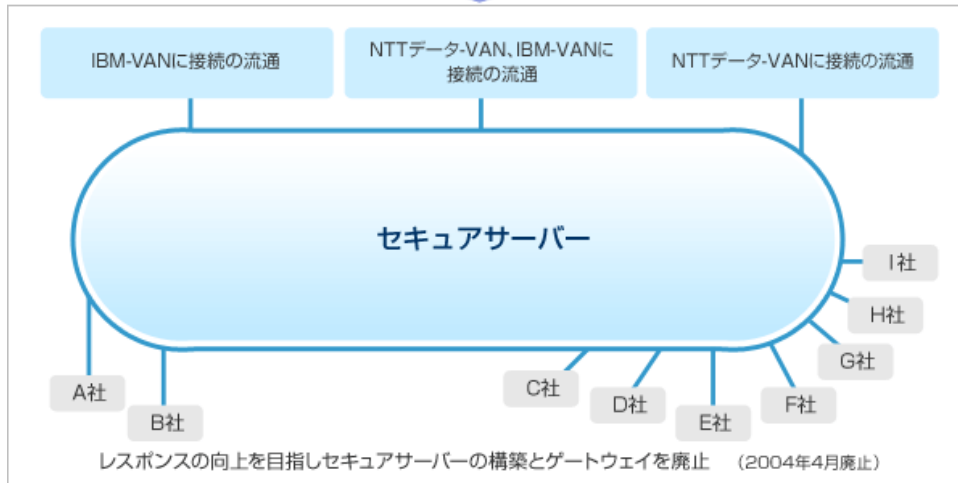 IBM-VANに接続の流通
NTTデータ-VAN、IBM-VANに
接続の流通
NTTデータ-VANに接続の流通
セキュアサーバー
I社
H社
G社
F社
E社
D社
C社
B社
A社
レスポンスの向上を目指しセキュアサーバーの構築とゲートウェイを廃止 （2004年4月廃止）